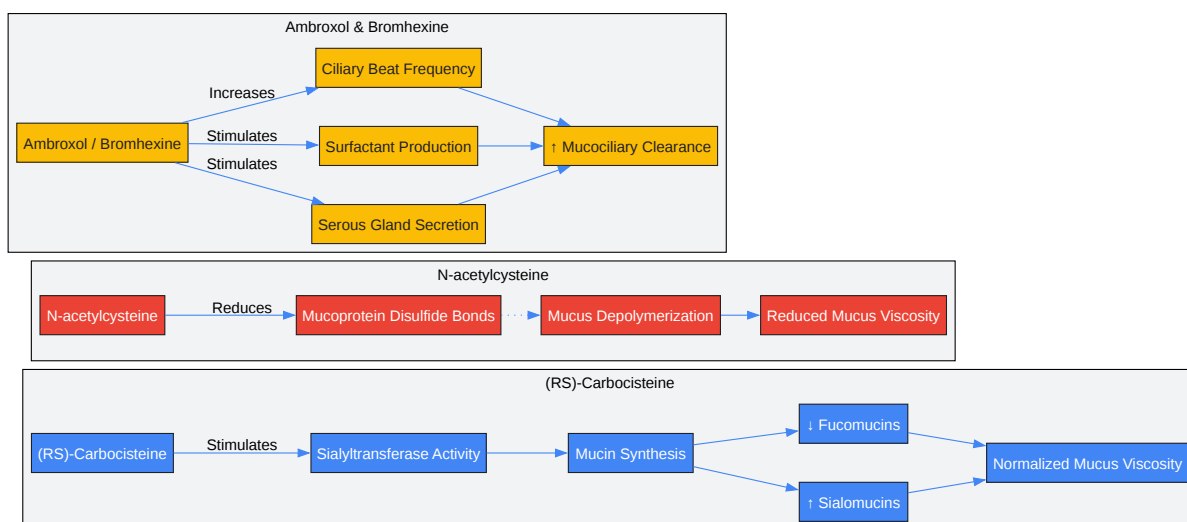 Ambroxol & Bromhexine
Ciliary Beat Frequency
Increases
Ambroxol / Bromhexine
Stimulates
Surfactant Production
↑ Mucociliary Clearance
Stimulates
Serous Gland Secretion
N-acetylcysteine
N-acetylcysteine
Reduces
Mucoprotein Disulfide Bonds
Mucus Depolymerization
Reduced Mucus Viscosity
(RS)-Carbocisteine
↓ Fucomucins
(RS)-Carbocisteine
Stimulates
Sialyltransferase Activity
Mucin Synthesis
Normalized Mucus Viscosity
↑ Sialomucins